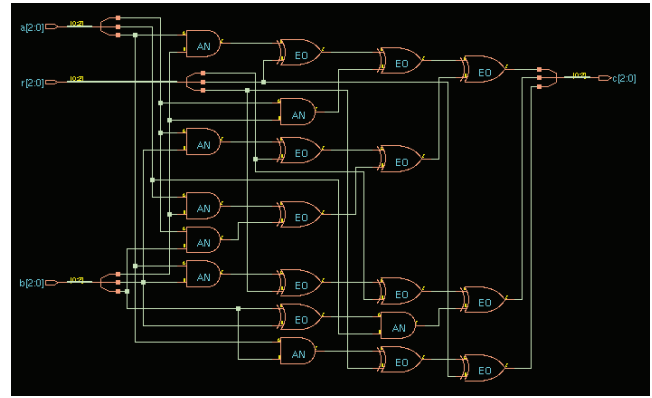 a[2:0] [0:2]
AN EO EO EO
r[2:0] [0:2] [0:2] c[2:0]
AN
AN EO EO
AN EO
AN
b[2:0] [0:2] AN EO EO EO
EO AN
AN EO EO